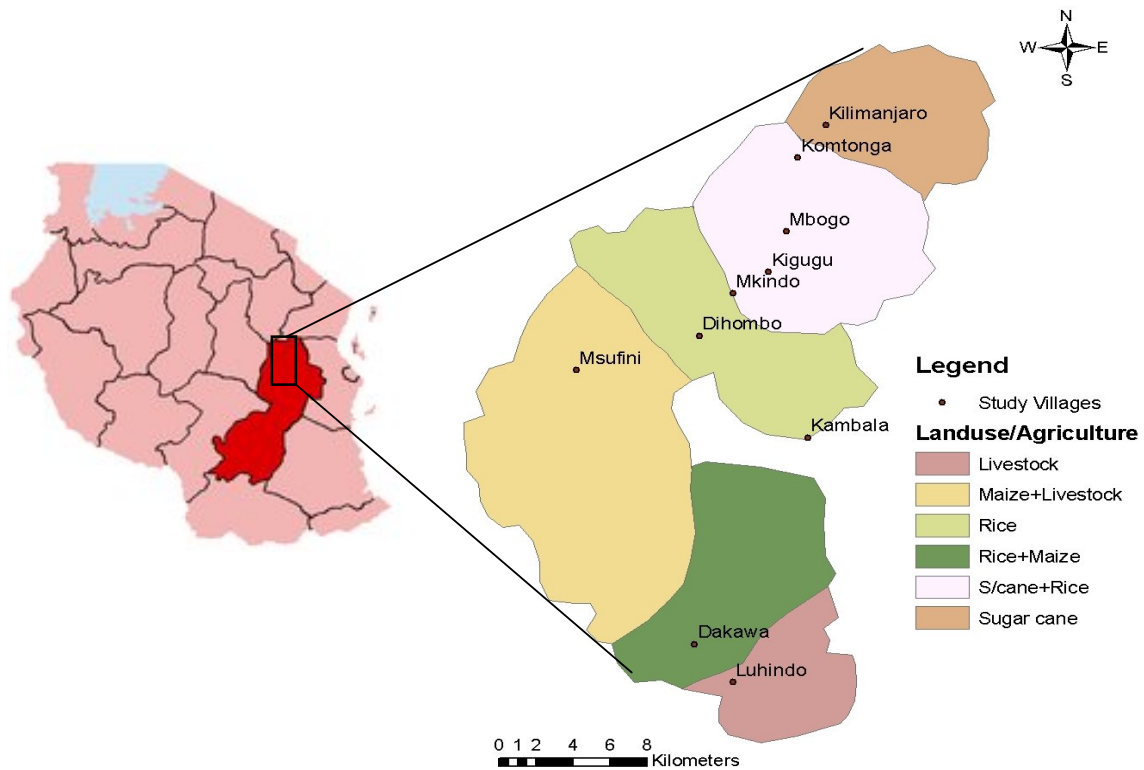 N
W E
S
Kilimanjaro
Komtonga
Mbogo
Kigugu
Mkindo
Dihombo
Msufini
Kambala
Dakawa
Luhindo
Legend
Study Villages
Landuse/Agriculture
Livestock
Maize+Livestock
Rice
Rice+Maize
S/cane+Rice
Sugar cane
0 1 2 4 6 8
Kilometers